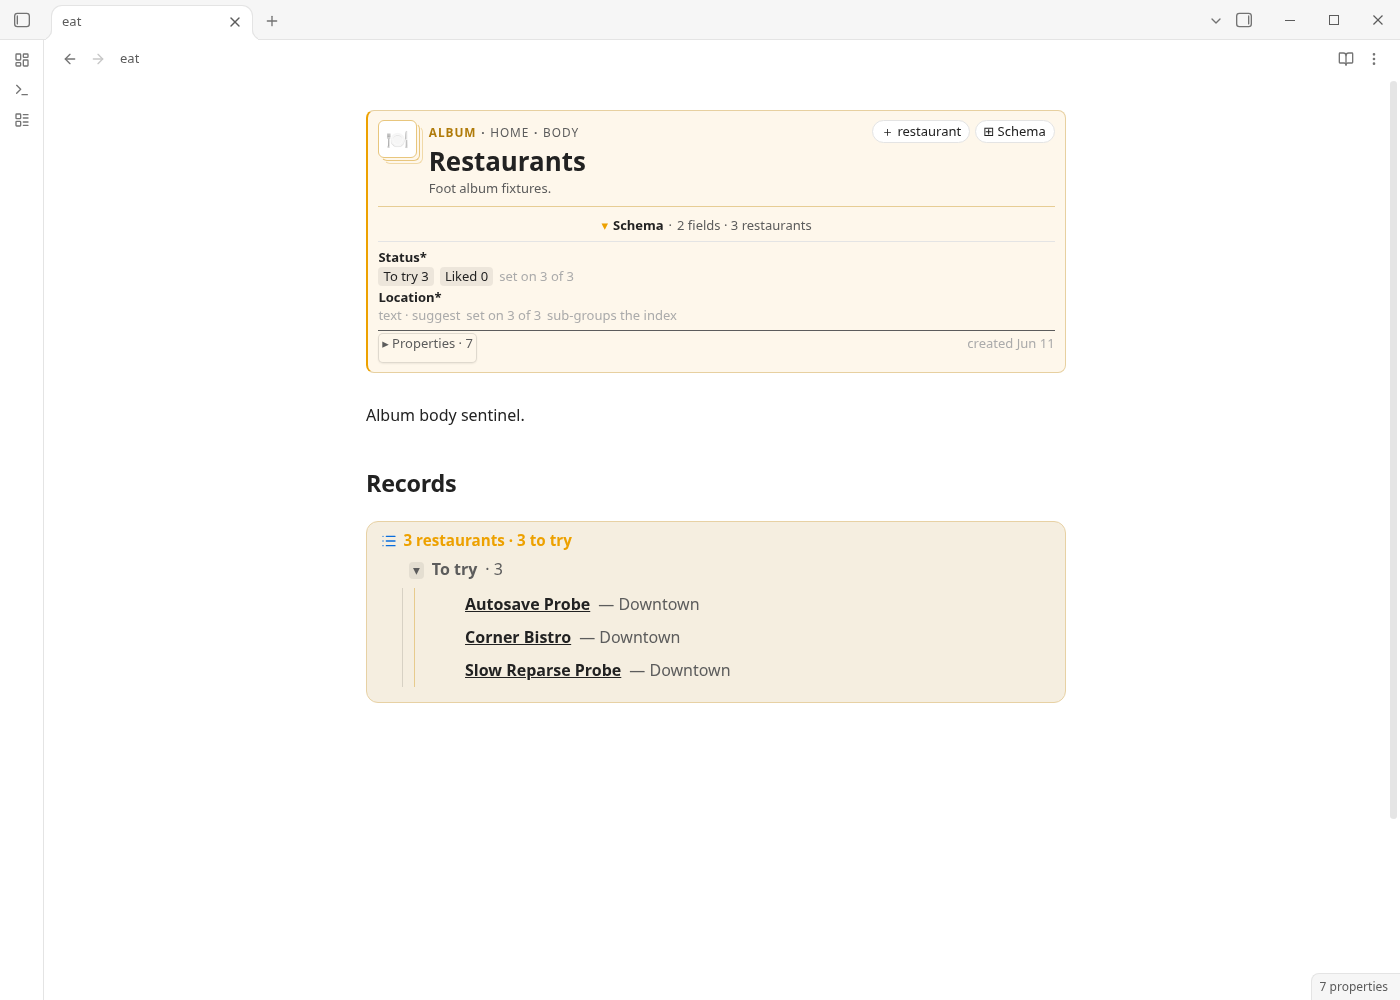 eat
eat
ALBUM · HOME · BODY
+ restaurant
Schema
Restaurants
Foot album fixtures.
▾ Schema · 2 fields · 3 restaurants
Status*
To try 3 Liked 0 set on 3 of 3
Location*
text · suggest set on 3 of 3 sub-groups the index
▸ Properties · 7
created Jun 11
Album body sentinel.
Records
3 restaurants · 3 to try
▾ To try · 3
Autosave Probe — Downtown
Corner Bistro — Downtown
Slow Reparse Probe — Downtown
7 properties